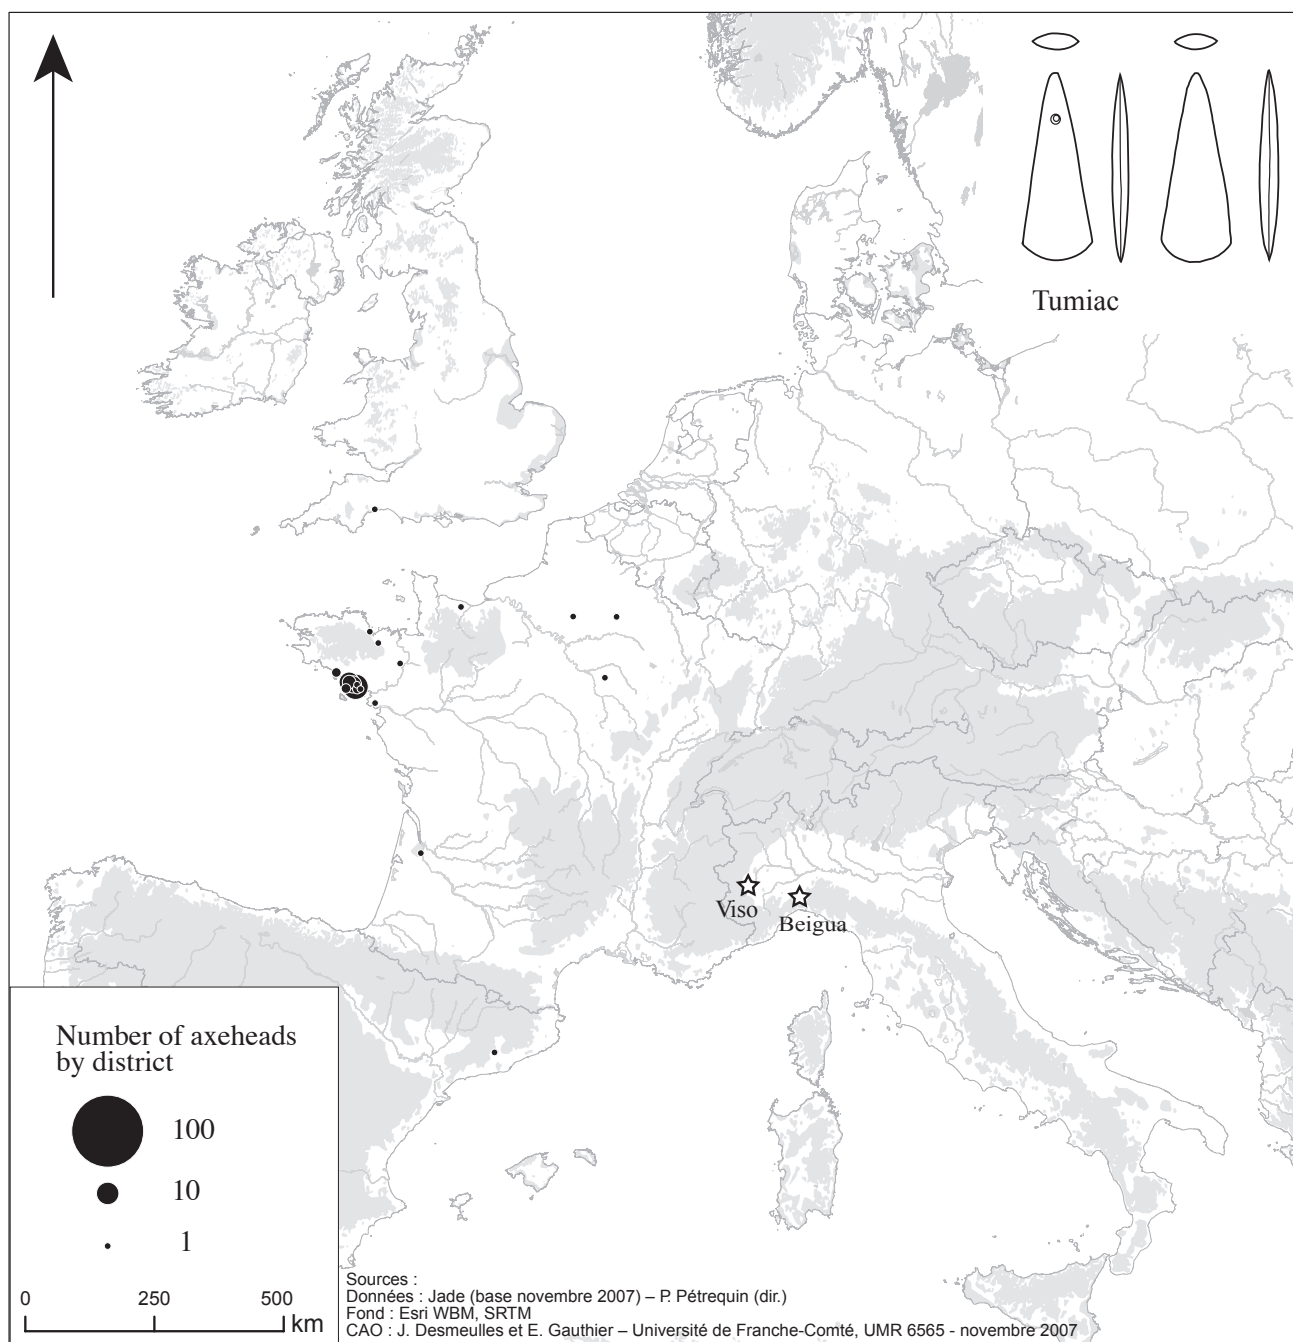 Tumiac
Viso
Beigua
Number of axeheads
by district
100
10
1
0 250 500
km
Sources :
Données : Jade (base novembre 2007) – P. Pétrequin (dir.)
Fond : Esri WBM, SRTM
CAO : J. Desmeulles et E. Gauthier – Université de Franche-Comté, UMR 6565 - novembre 2007